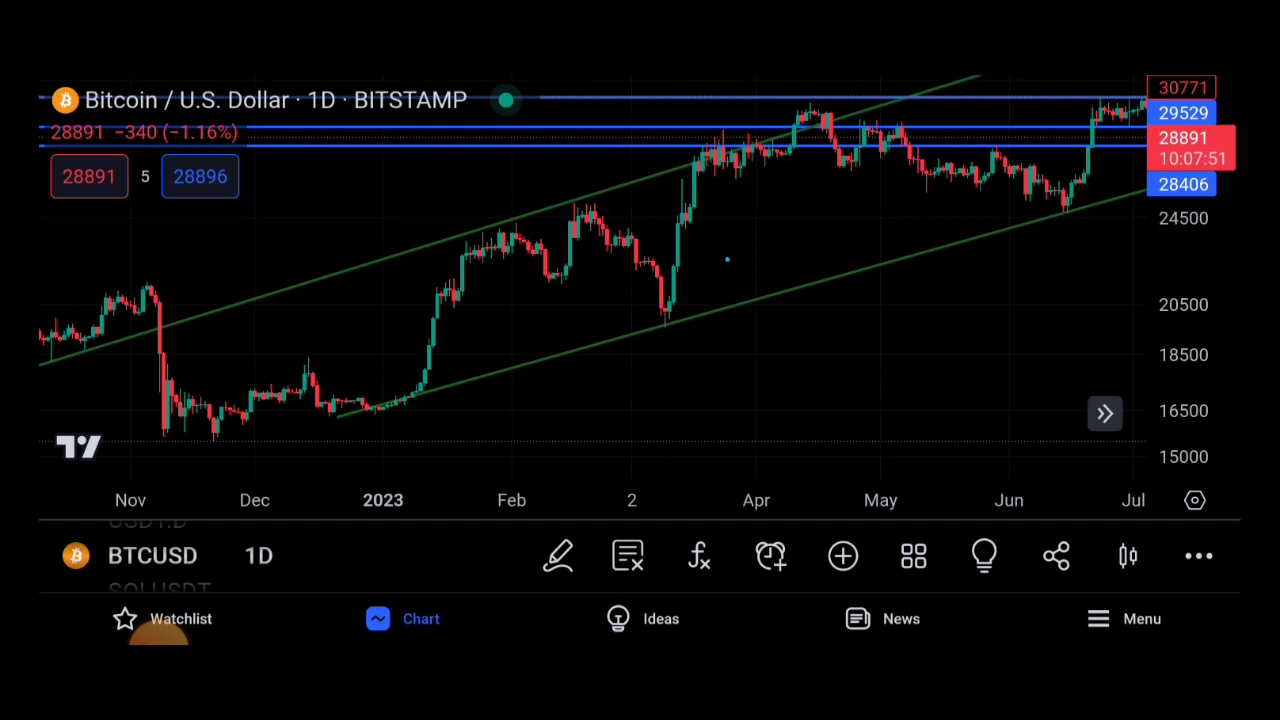 Bitcoin / U.S. Dollar · 1D · BITSTAMP
28891 −340 (−1.16%)
28891 5 28896
30771
29529
28891
10:07:51
28406
24500
20500
18500
16500
15000
Nov Dec 2023 Feb 2 Apr May Jun Jul
USDT.D
BTCUSD 1D
SOLUSDT
Watchlist Chart Ideas News Menu